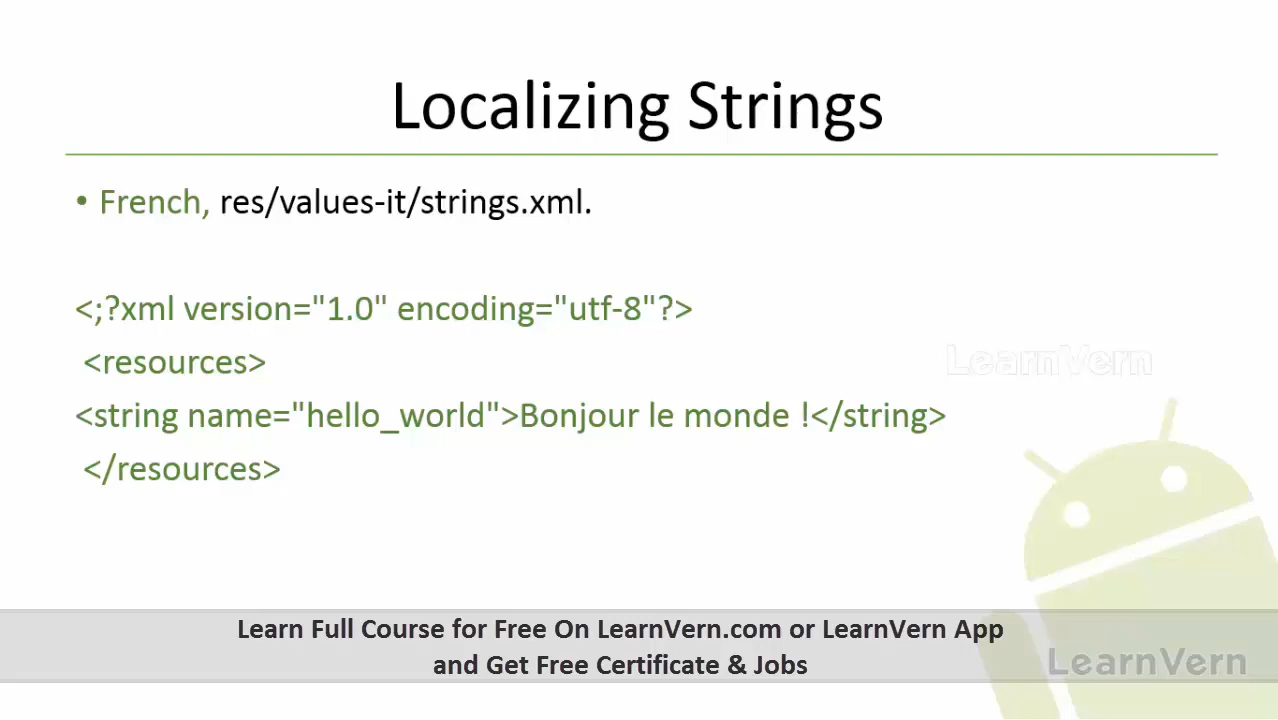 Localizing Strings
• French, res/values-it/strings.xml.
<;?xml version="1.0" encoding="utf-8"?>
<resources>
LearnVern
<string name="hello_world">Bonjour le monde !</string>
</resources>
Learn Full Course for Free On LearnVern.com or LearnVern App
and Get Free Certificate & Jobs
LearnVern